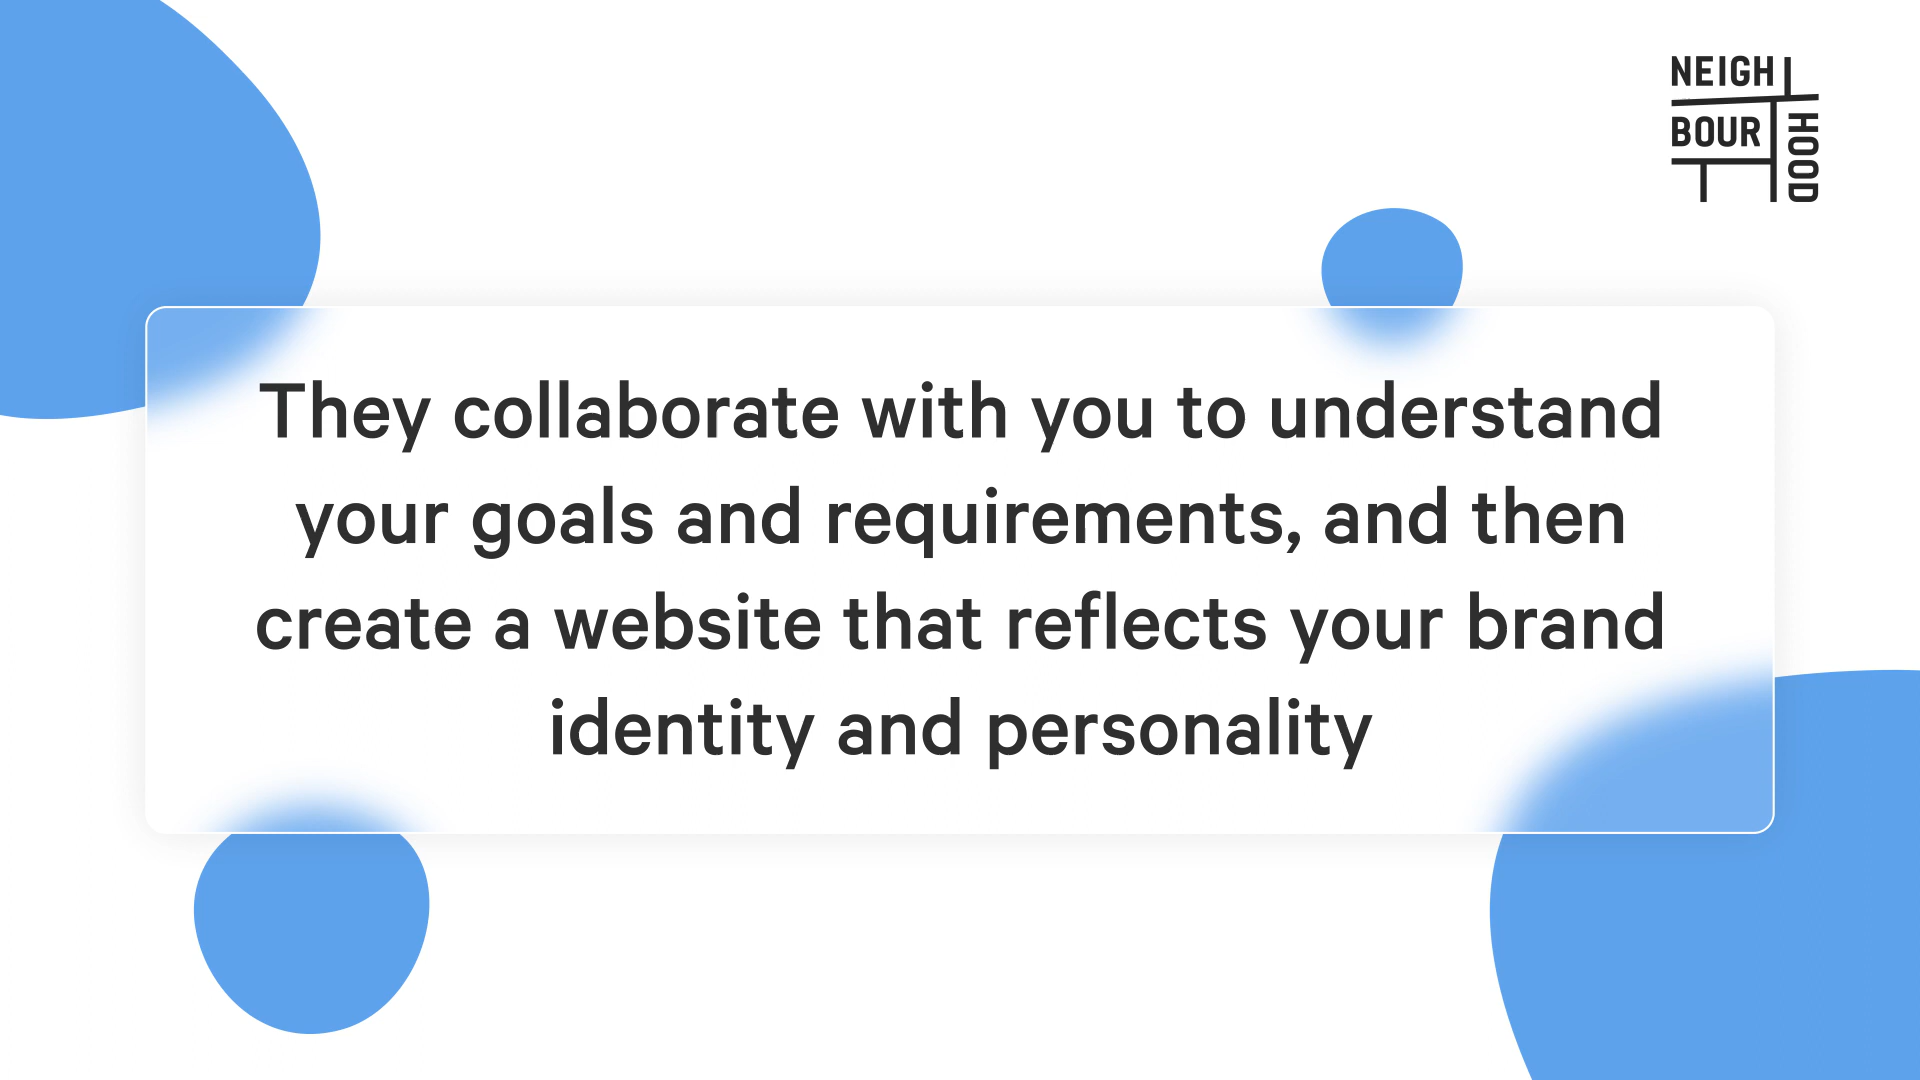 NEIGH
BOUR
HOOD
They collaborate with you to understand
your goals and requirements, and then
create a website that reflects your brand
identity and personality